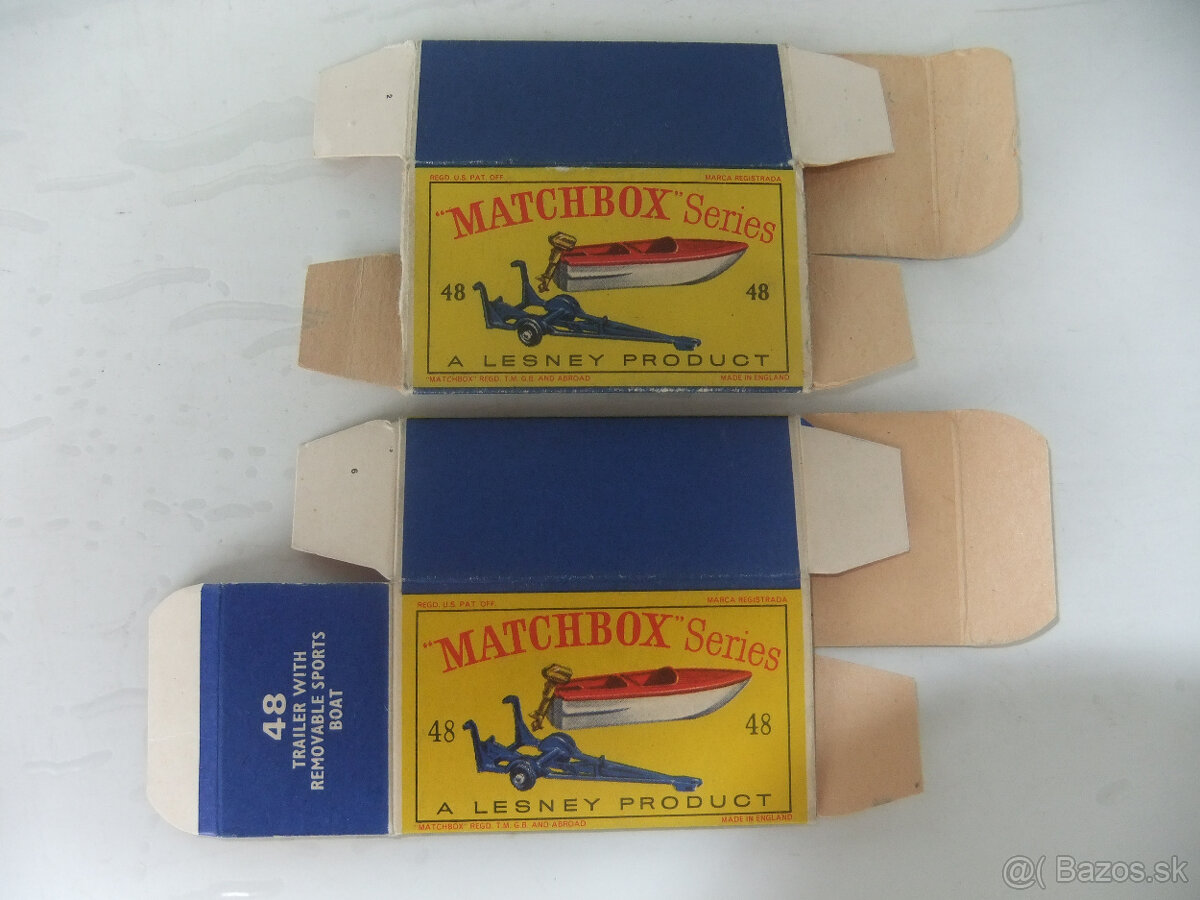 2
REGD. U.S. PAT. OFF. MARCA REGISTRADA
"MATCHBOX" Series
48 48
A LESNEY PRODUCT
"MATCHBOX" REGD. T.M. G.B. AND ABROAD MADE IN ENGLAND
6
REGD. U.S. PAT. OFF. MARCA REGISTRADA
"MATCHBOX" Series
48 48
A LESNEY PRODUCT
"MATCHBOX" REGD. T.M. G.B. AND ABROAD MADE IN ENGLAND
48
TRAILER WITH
REMOVABLE SPORTS
BOAT
@( Bazos.sk